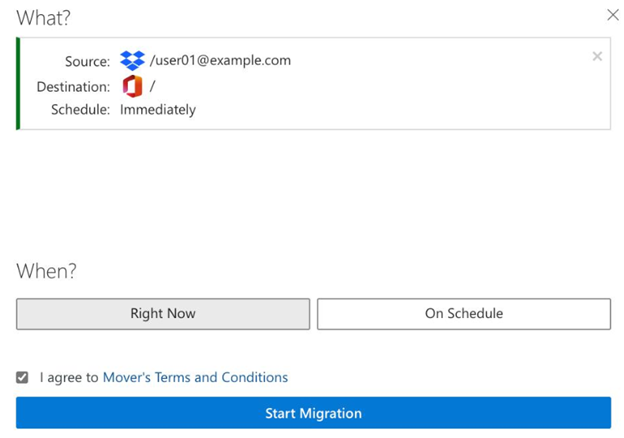 What?
Source: /user01@example.com
Destination: /
Schedule: Immediately
When?
Right Now On Schedule
I agree to Mover's Terms and Conditions
Start Migration